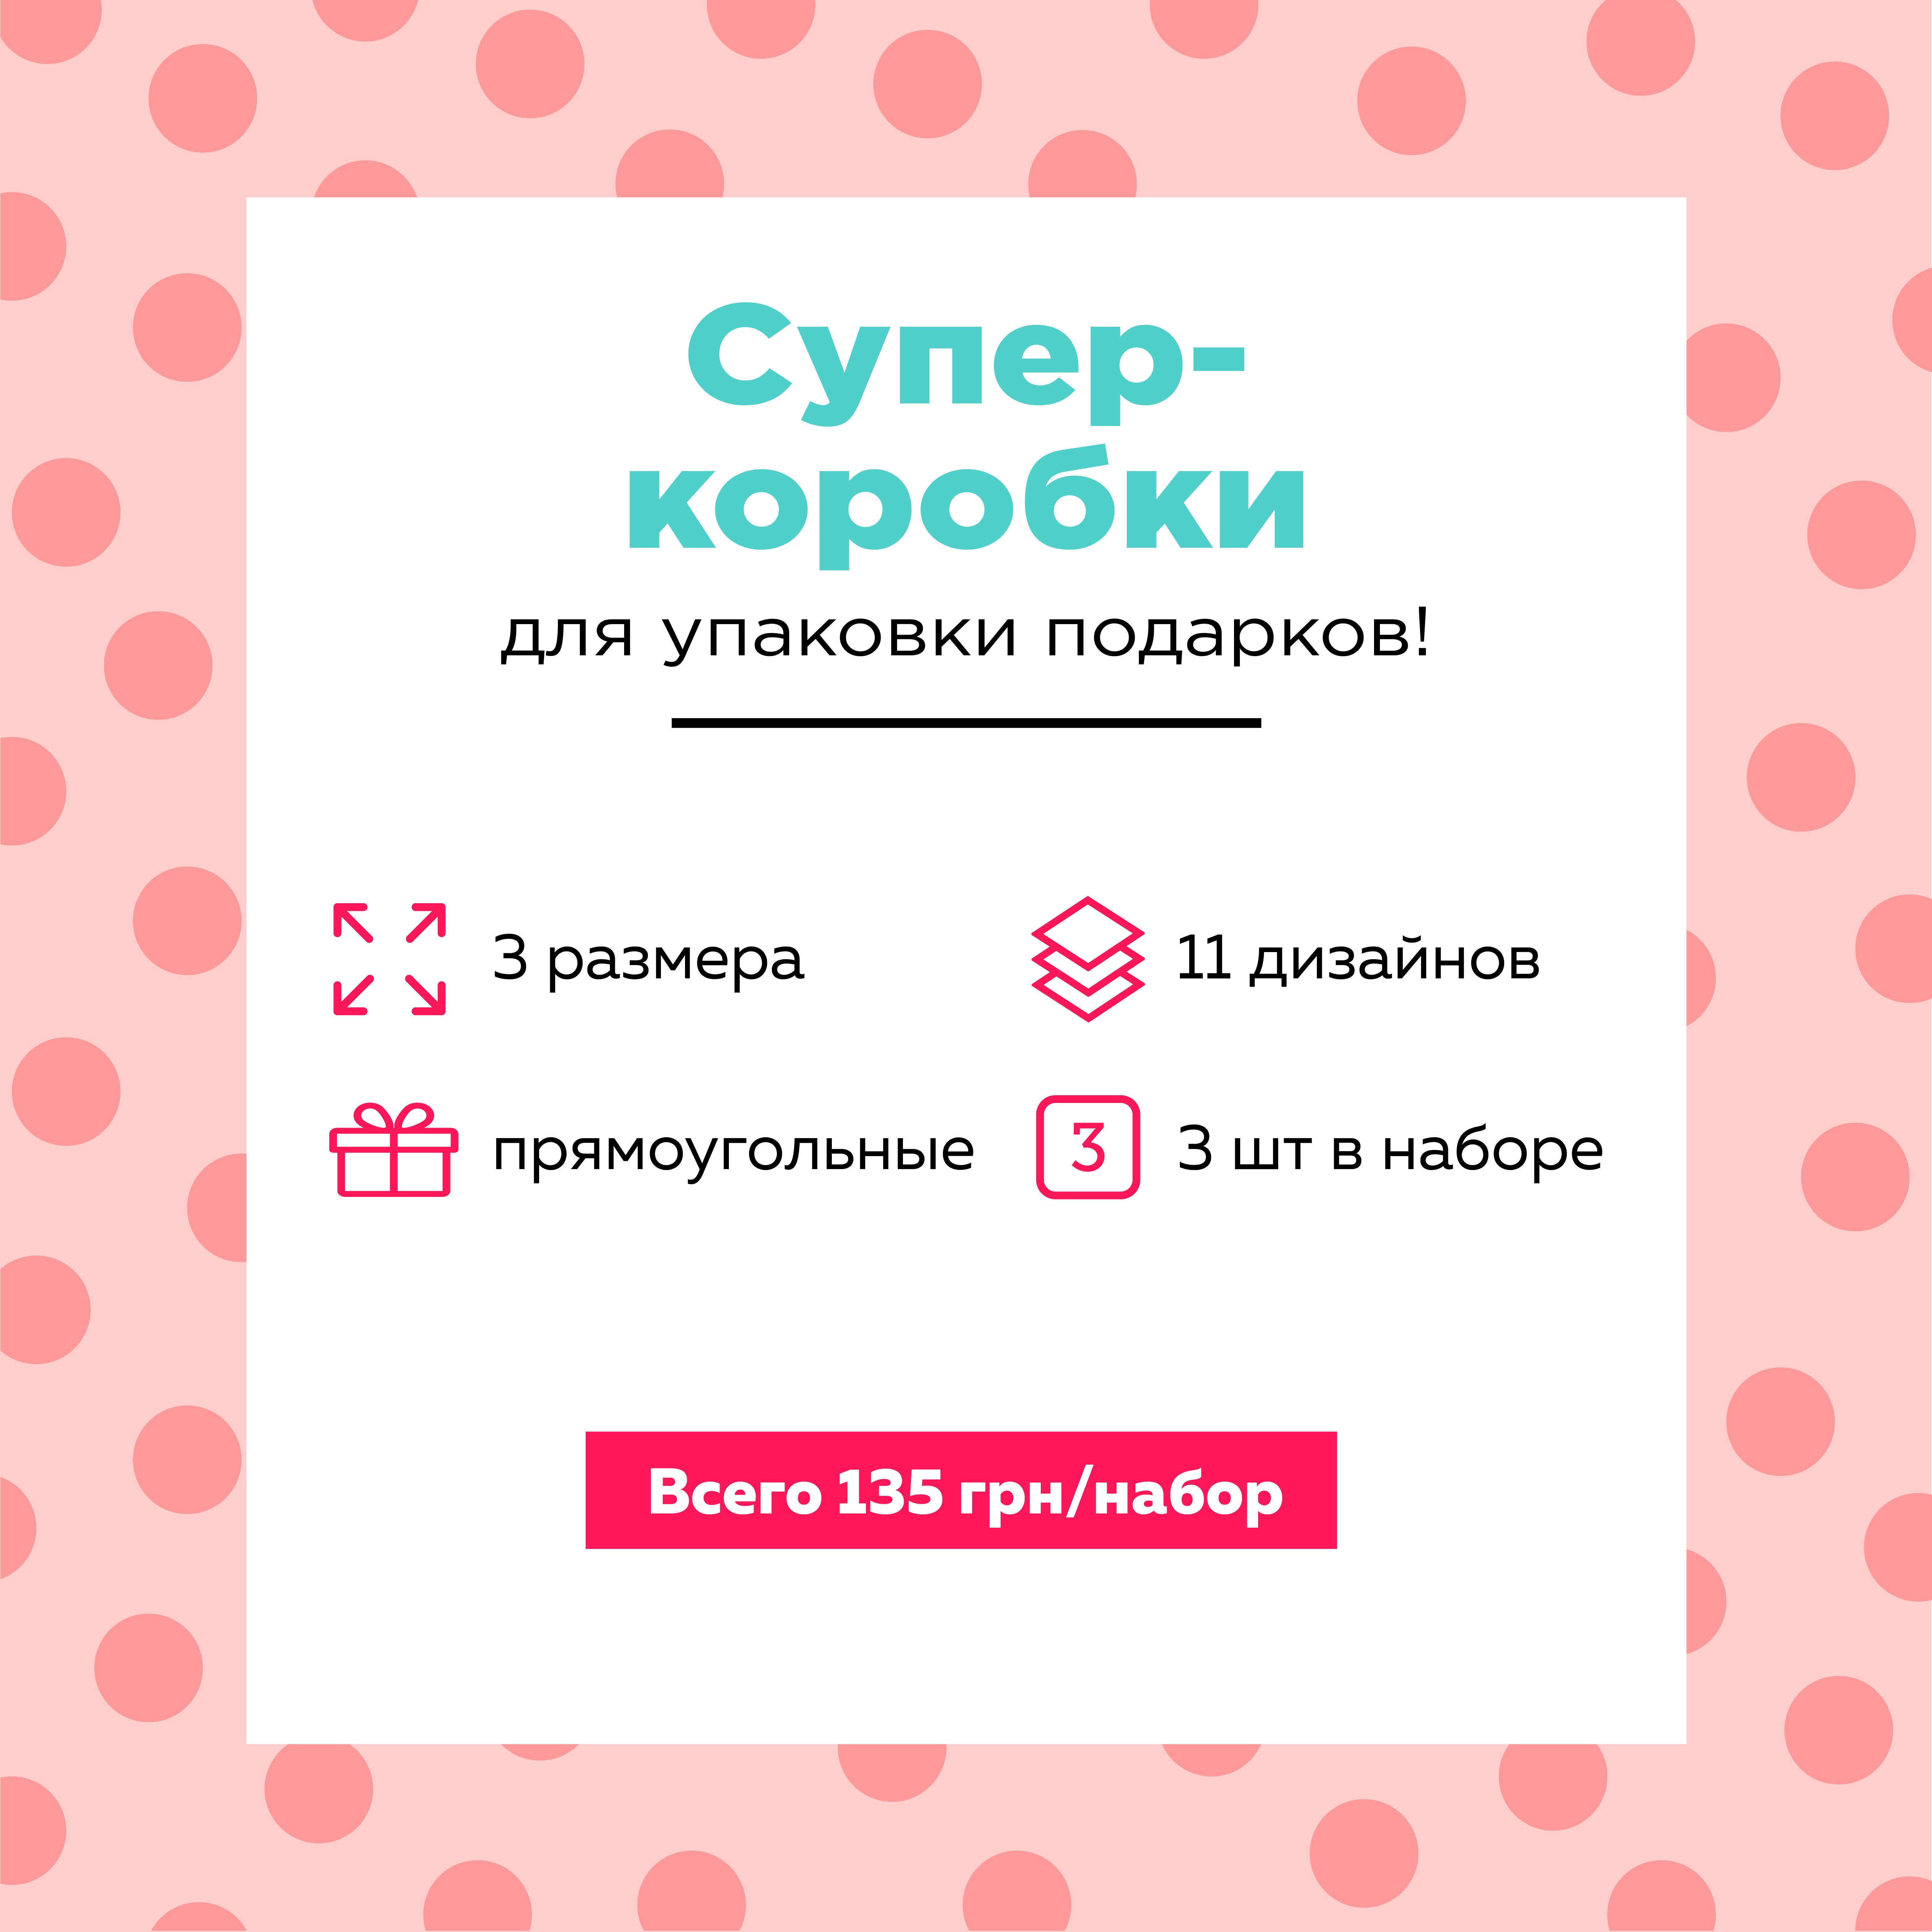 Супер-
коробки
для упаковки подарков!
3 размера
11 дизайнов
прямоугольные
3
3 шт в наборе
Всего 135 грн/набор